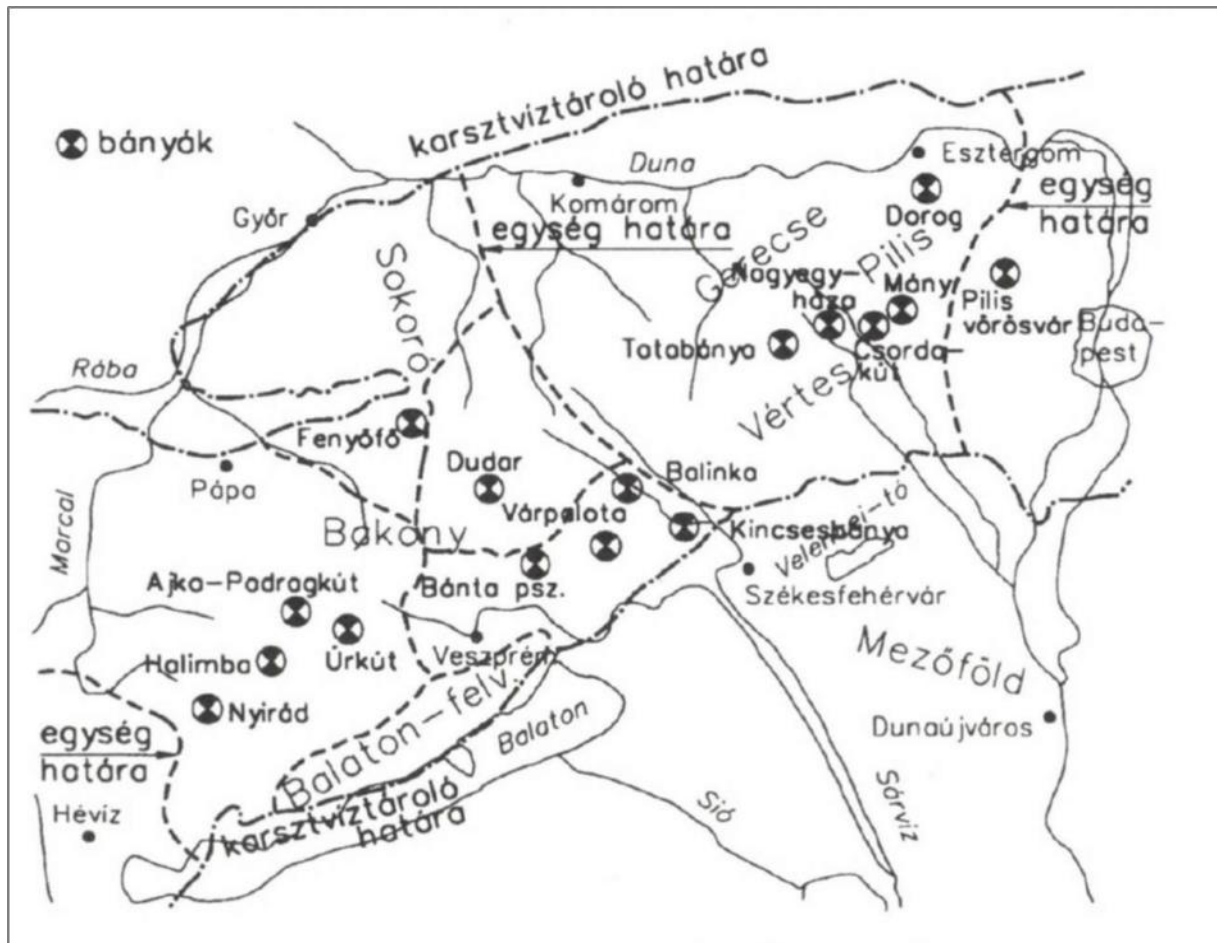 karsztvíztároló határa
bányák
Duna
Esztergom
Komárom
egység
határa
Dorog
Győr
egység határa
Gerecse
Pilis
Sokoró
Nagyegy-
háza
Mány
Pilis
vörösvár
Buda-
pest
Tatabánya
Csorda-
kút
Rába
Vértes
Fenyőfő
Dudar
Balinka
Pápa
Várpalota
Marcal
Bakony
Kincsesbánya
Velencei-tó
Ajka-Padragkút
Bánta psz.
Székesfehérvár
Halimba
Úrkút
Veszprém
Mezőföld
Nyirád
Balaton-felv.
Balaton
Dunaújváros
egység
határa
karsztvíztároló
határa
Hévíz
Sió
Sárvíz